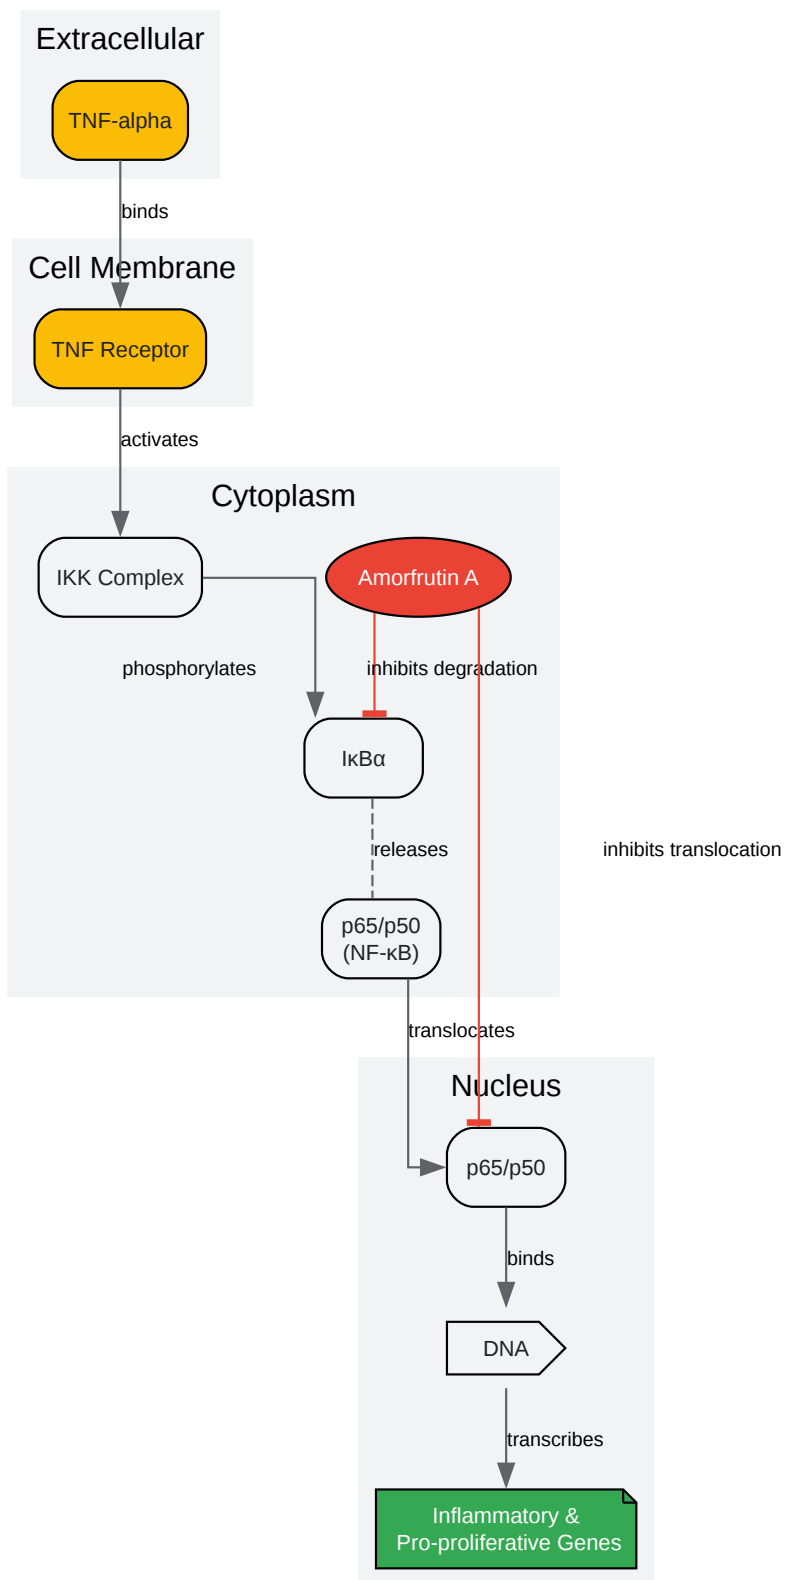 Extracellular
TNF-alpha
binds
Cell Membrane
TNF Receptor
activates
Cytoplasm
IKK Complex
Amorfrutin A
phosphorylates
inhibits degradation
IκBα
releases
inhibits translocation
p65/p50
(NF-κB)
translocates
Nucleus
p65/p50
binds
DNA
transcribes
Inflammatory &
Pro-proliferative Genes